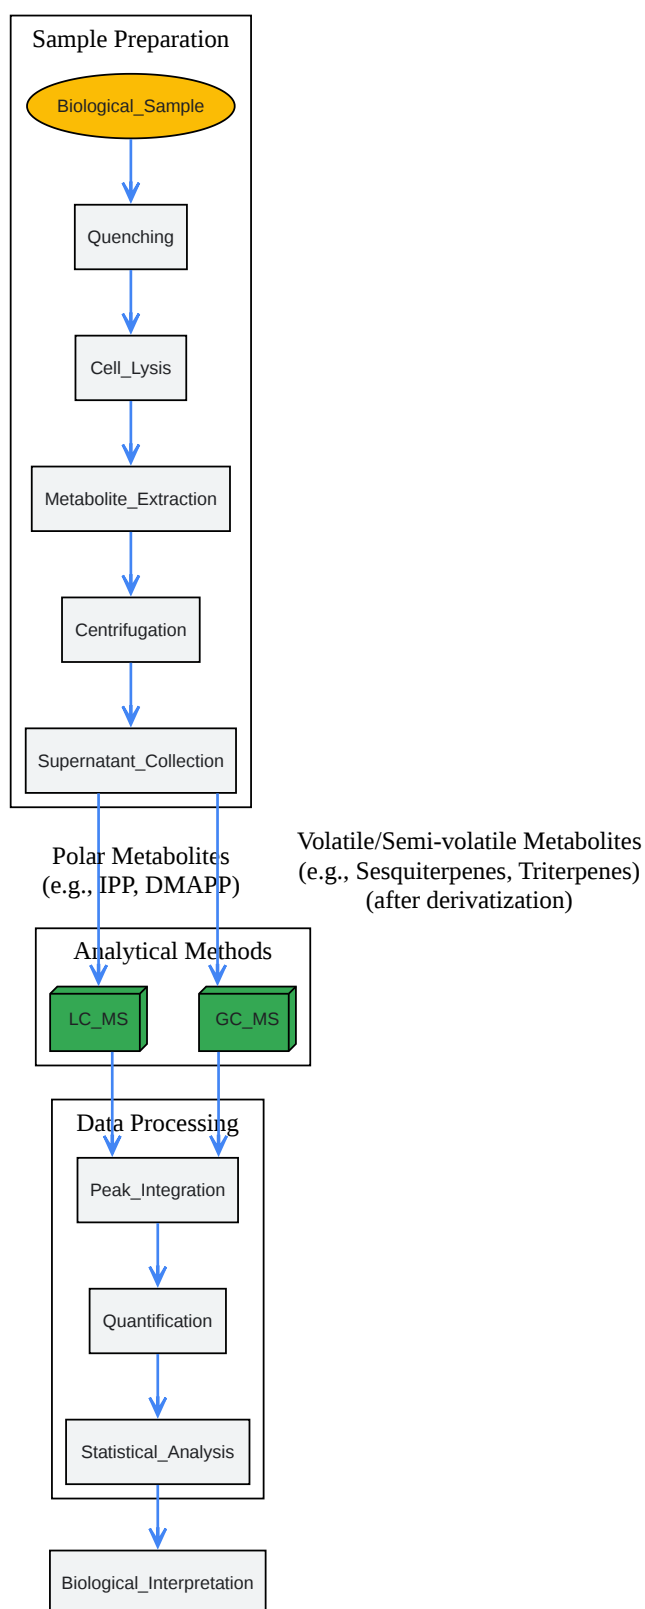 Sample Preparation
Biological_Sample
Quenching
Cell_Lysis
Metabolite_Extraction
Centrifugation
Supernatant_Collection
Polar Metabolites
(e.g., IPP, DMAPP)
Volatile/Semi-volatile Metabolites
(e.g., Sesquiterpenes, Triterpenes)
(after derivatization)
Analytical Methods
LC_MS
GC_MS
Data Processing
Peak_Integration
Quantification
Statistical_Analysis
Biological_Interpretation